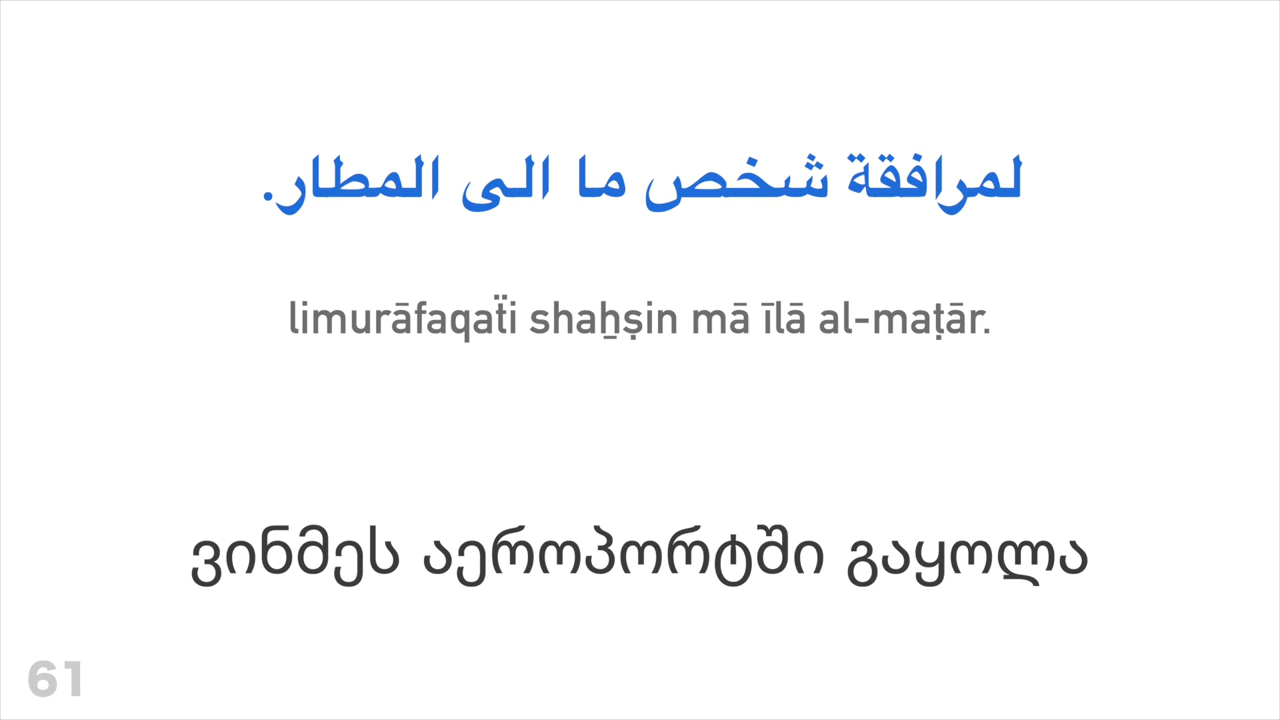 لمرافقة شخص ما الى المطار.
limurāfaqaẗi shaẖṣin mā īlā al-maṭār.
ვინმეს აეროპორტში გაყოლა
61